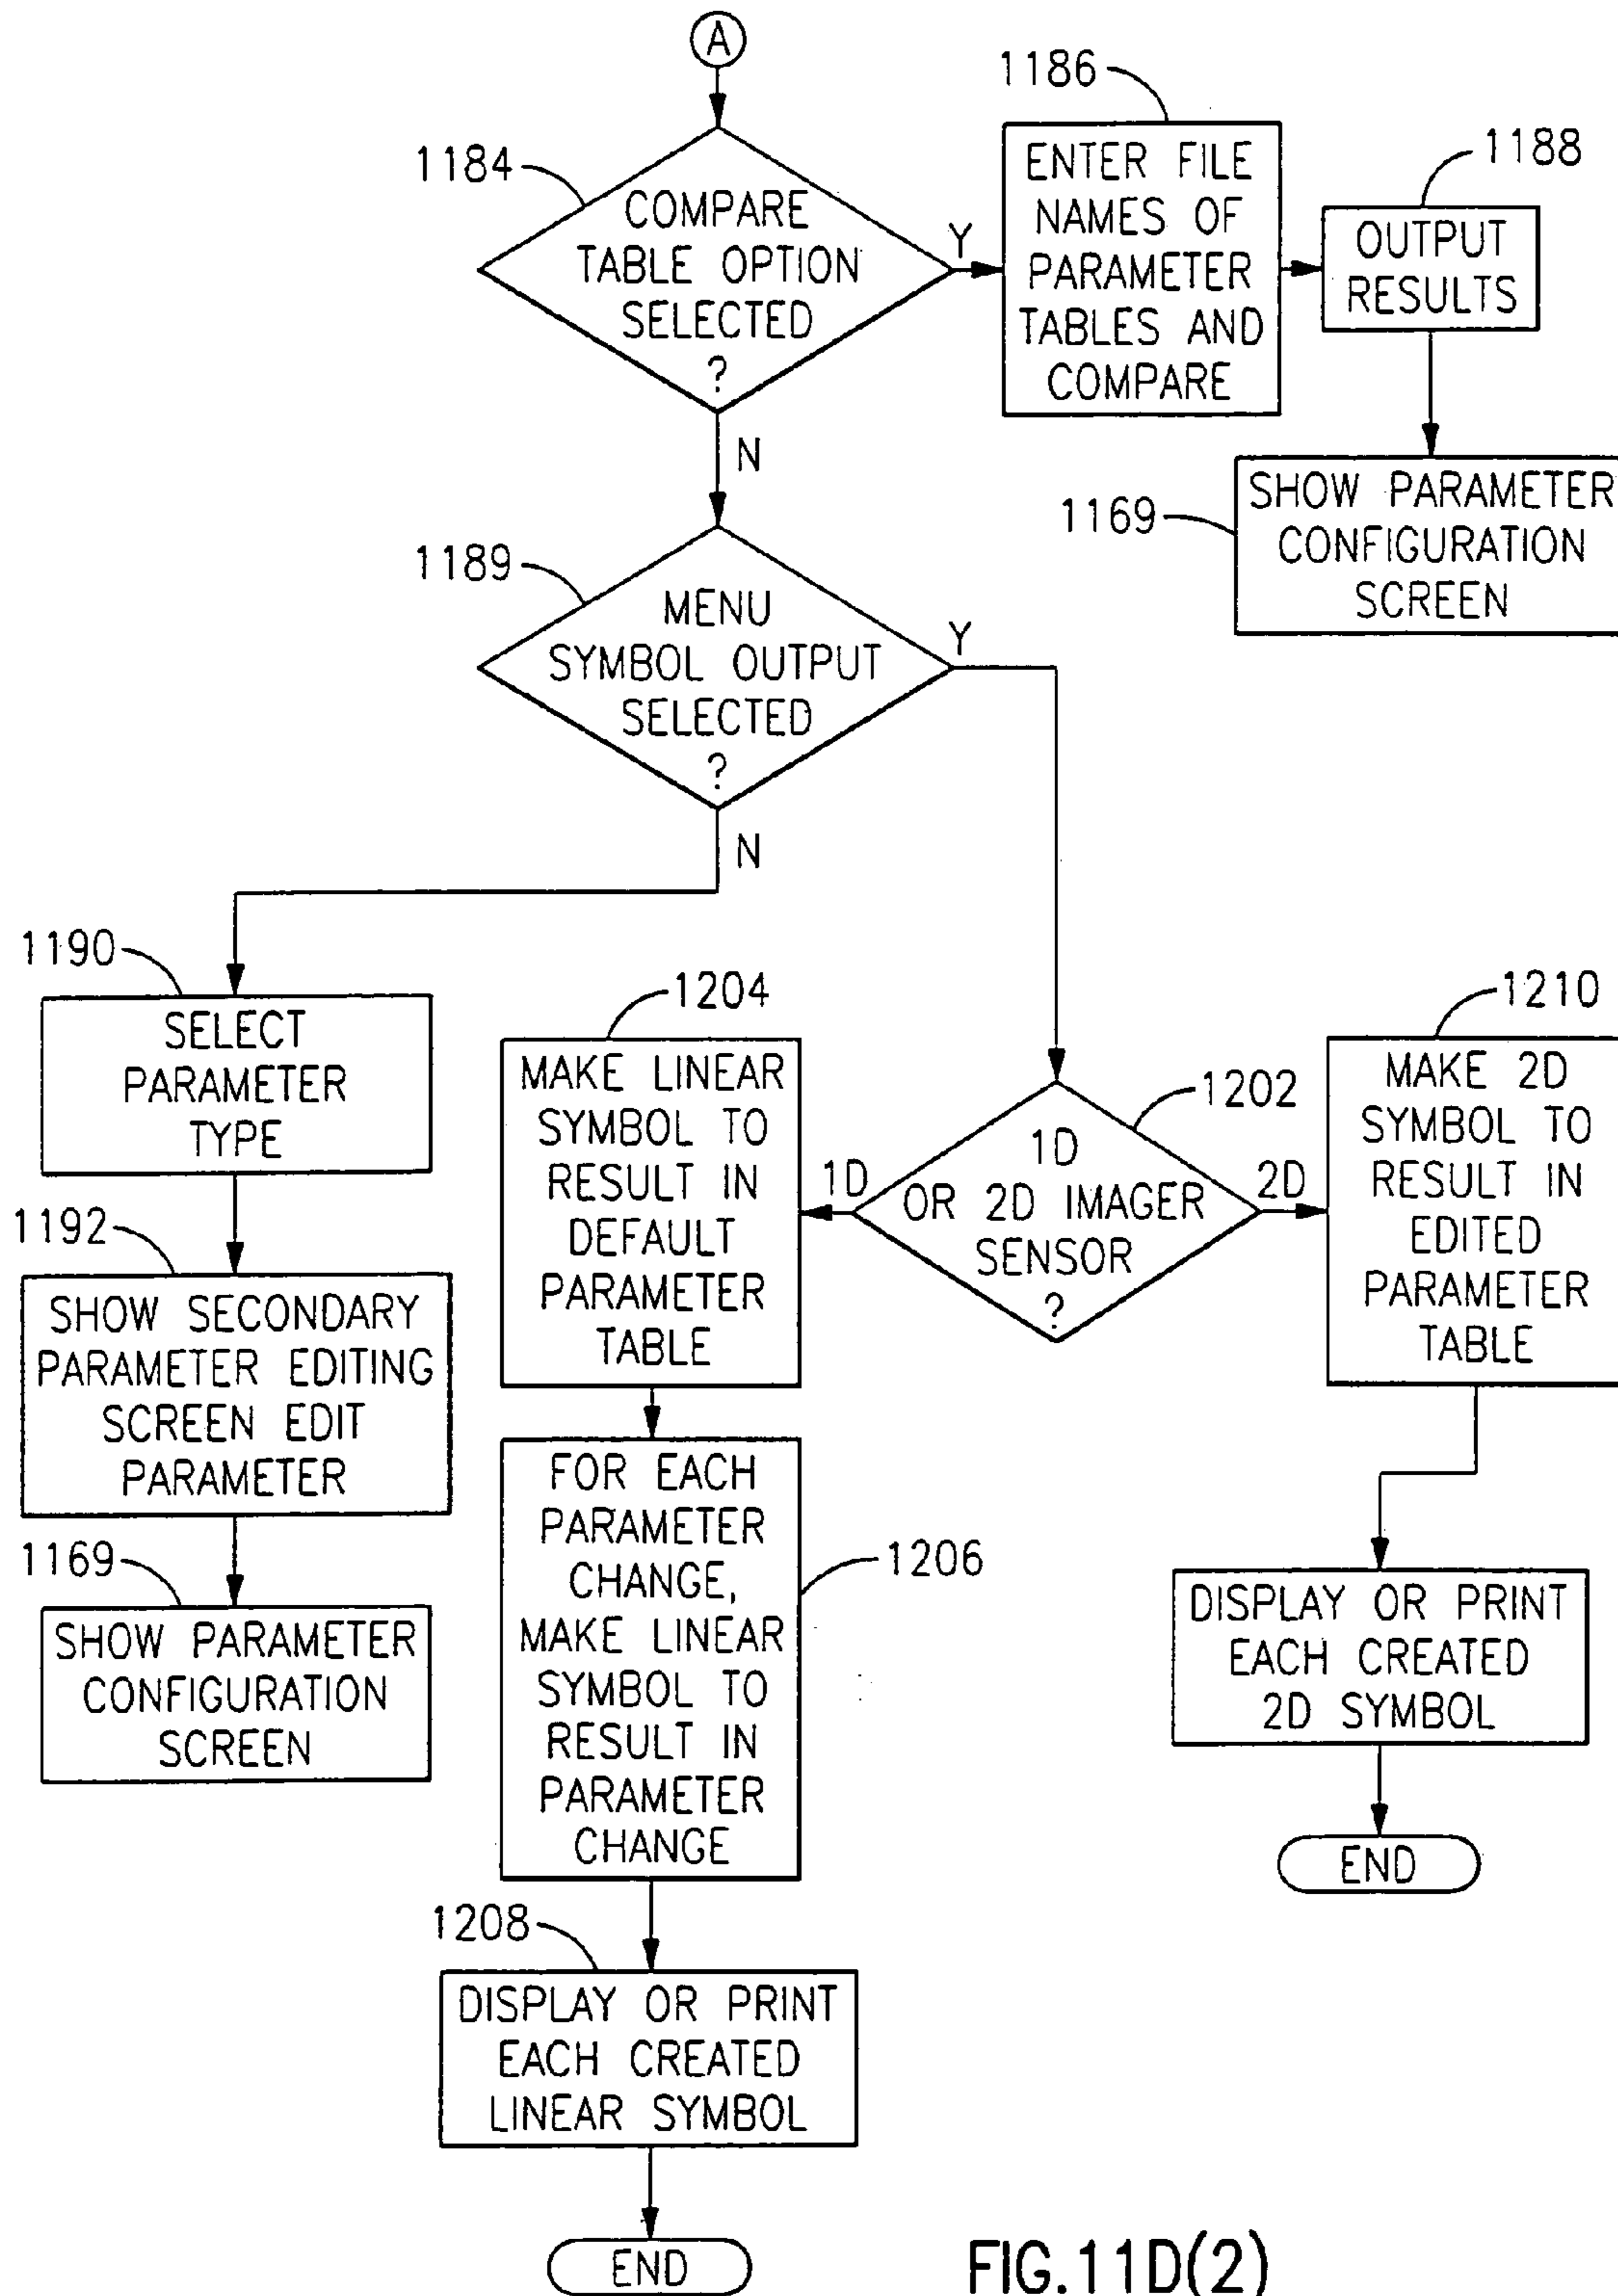 A
1184
COMPARE
TABLE OPTION
SELECTED
?
Y
N
1186
ENTER FILE
NAMES OF
PARAMETER
TABLES AND
COMPARE
1188
OUTPUT
RESULTS
1169
SHOW PARAMETER
CONFIGURATION
SCREEN
1189
MENU
SYMBOL OUTPUT
SELECTED
?
Y
N
1190
SELECT
PARAMETER
TYPE
1192
SHOW SECONDARY
PARAMETER EDITING
SCREEN EDIT
PARAMETER
1169
SHOW PARAMETER
CONFIGURATION
SCREEN
1202
1D
OR 2D IMAGER
SENSOR
?
1D
2D
1204
MAKE LINEAR
SYMBOL TO
RESULT IN
DEFAULT
PARAMETER
TABLE
1206
FOR EACH
PARAMETER
CHANGE,
MAKE LINEAR
SYMBOL TO
RESULT IN
PARAMETER
CHANGE
1208
DISPLAY OR PRINT
EACH CREATED
LINEAR SYMBOL
END
1210
MAKE 2D
SYMBOL TO
RESULT IN
EDITED
PARAMETER
TABLE
DISPLAY OR PRINT
EACH CREATED
2D SYMBOL
END
FIG.11D(2)